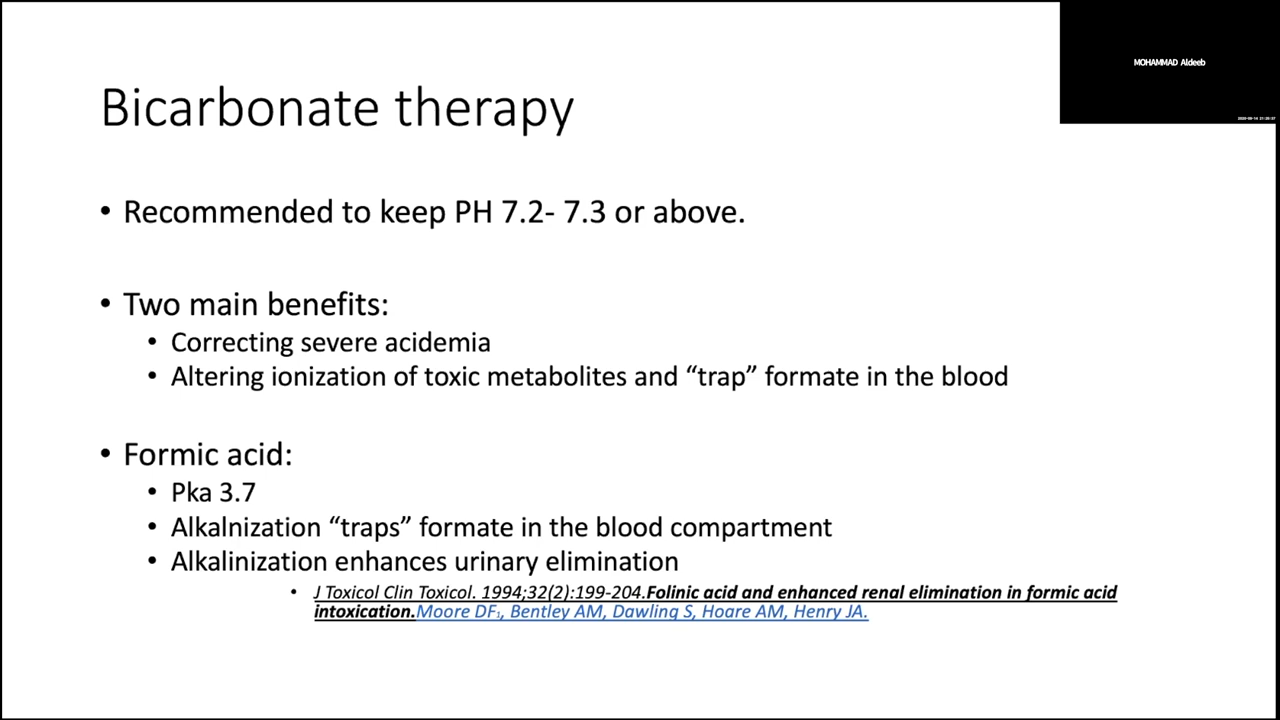 MOHAMMAD Aldeeb
Bicarbonate therapy
• Recommended to keep PH 7.2- 7.3 or above.
• Two main benefits:
• Correcting severe acidemia
• Altering ionization of toxic metabolites and “trap” formate in the blood
• Formic acid:
• Pka 3.7
• Alkalnization “traps” formate in the blood compartment
• Alkalinization enhances urinary elimination
• J Toxicol Clin Toxicol. 1994;32(2):199-204.Folinic acid and enhanced renal elimination in formic acid
intoxication.Moore DF1, Bentley AM, Dawling S, Hoare AM, Henry JA.